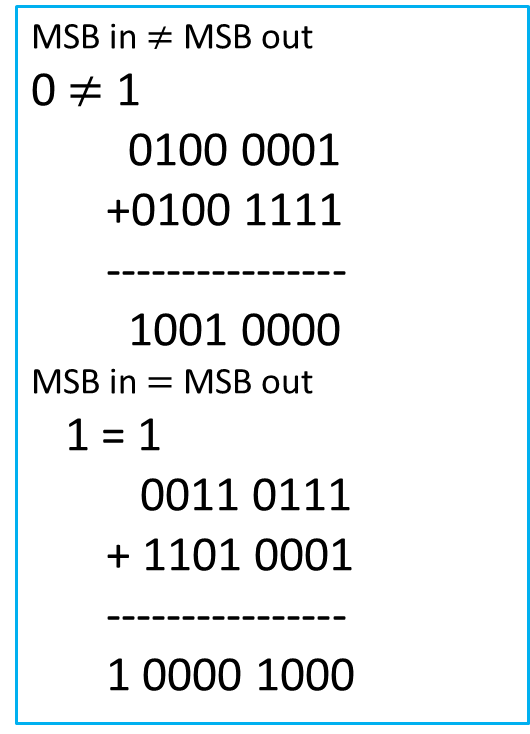 MSB in ≠ MSB out
0 ≠ 1
0100 0001
+0100 1111
----------------
1001 0000
MSB in = MSB out
1 = 1
0011 0111
+ 1101 0001
----------------
1 0000 1000